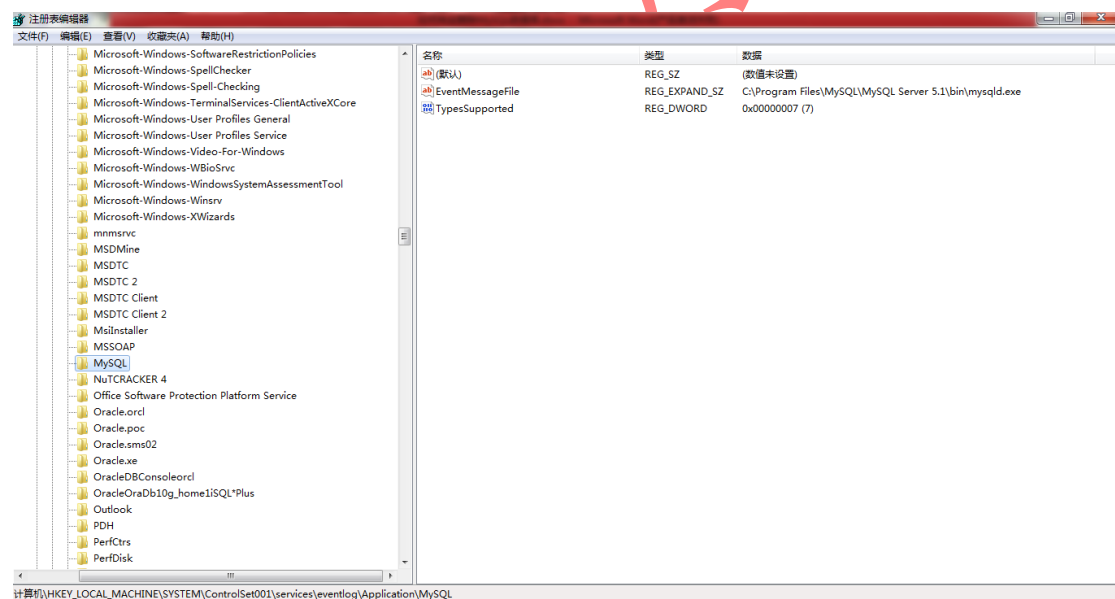 注册表编辑器
文件(F) 编辑(E) 查看(V) 收藏夹(A) 帮助(H)
Microsoft-Windows-SoftwareRestrictionPolicies
Microsoft-Windows-SpellChecker
Microsoft-Windows-Spell-Checking
Microsoft-Windows-TerminalServices-ClientActiveXCore
Microsoft-Windows-User Profiles General
Microsoft-Windows-User Profiles Service
Microsoft-Windows-Video-For-Windows
Microsoft-Windows-WBioSrvc
Microsoft-Windows-WindowsSystemAssessmentTool
Microsoft-Windows-Winsrv
Microsoft-Windows-XWizards
mnmsrvc
MSDMine
MSDTC
MSDTC 2
MSDTC Client
MSDTC Client 2
MsiInstaller
MSSOAP
MySQL
NuTCRACKER 4
Office Software Protection Platform Service
Oracle.orcl
Oracle.poc
Oracle.sms02
Oracle.xe
OracleDBConsoleorcl
OracleOraDb10g_home1iSQL*Plus
Outlook
PDH
PerfCtrs
PerfDisk
名称 类型 数据
(默认) REG_SZ (数值未设置)
EventMessageFile REG_EXPAND_SZ C:\Program Files\MySQL\MySQL Server 5.1\bin\mysqld.exe
TypesSupported REG_DWORD 0x00000007 (7)
计算机\HKEY_LOCAL_MACHINE\SYSTEM\ControlSet001\services\eventlog\Application\MySQL